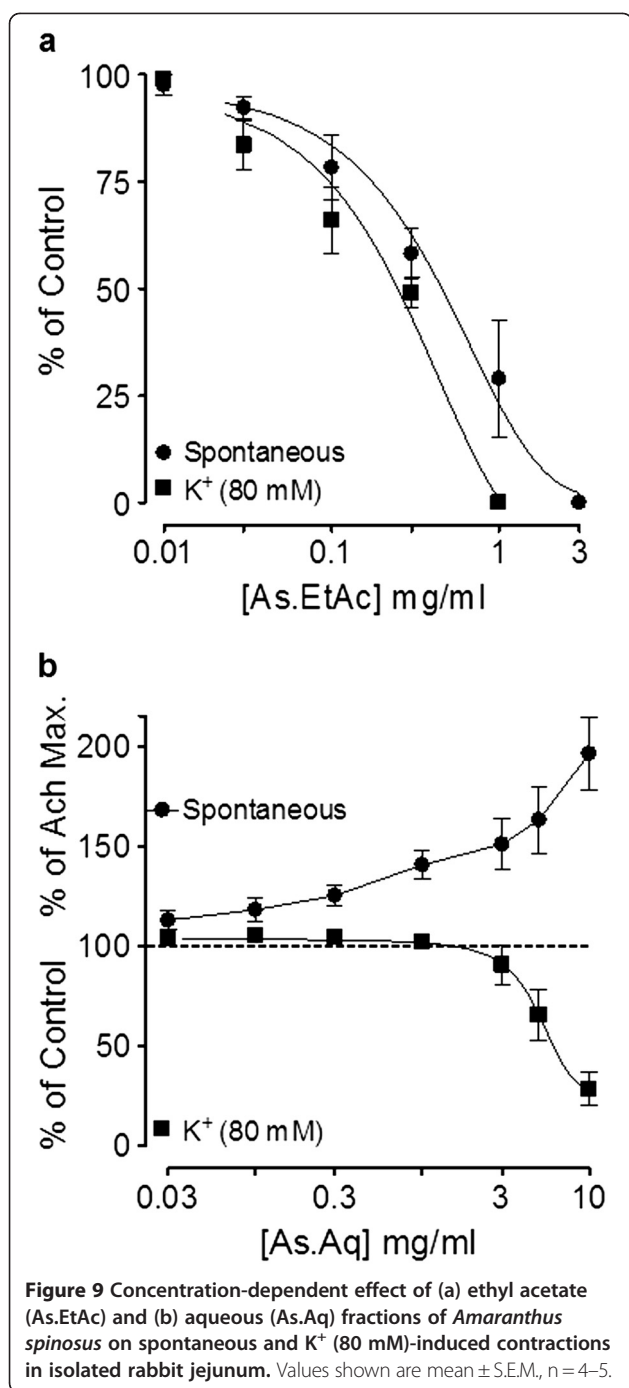 a
100
75
50
25
0
% of Control
Spontaneous
K⁺ (80 mM)
0.01 0.1 1 3
[As.EtAc] mg/ml
b
200
150
100
50
0
% of Ach Max.
% of Control
Spontaneous
K⁺ (80 mM)
0.03 0.3 3 10
[As.Aq] mg/ml
Figure 9 Concentration-dependent effect of (a) ethyl acetate
(As.EtAc) and (b) aqueous (As.Aq) fractions of Amaranthus
spinosus on spontaneous and K⁺ (80 mM)-induced contractions
in isolated rabbit jejunum. Values shown are mean ± S.E.M., n = 4–5.